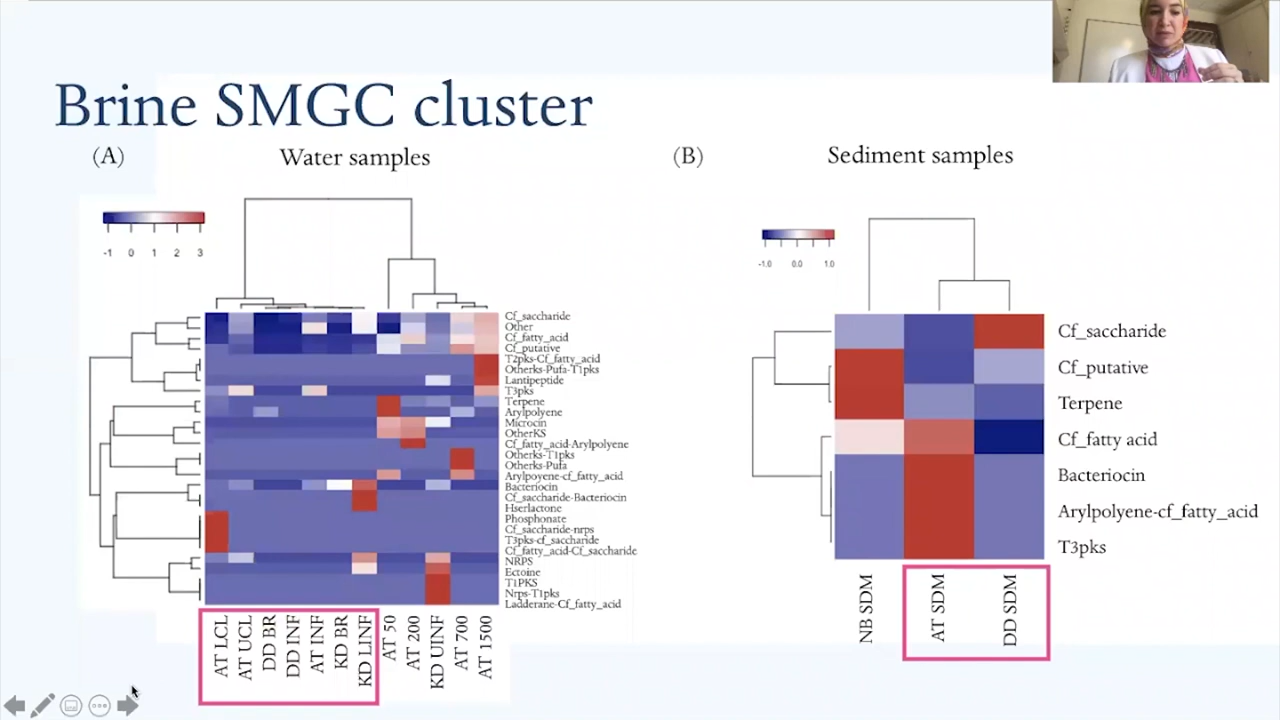 Brine SMGC cluster
(A)
Water samples
-1 0 1 2 3
Cf_saccharide
Other
Cf_fatty_acid
Cf_putative
T2pks-Cf_fatty_acid
Otherks-Pufa-T1pks
Lantipeptide
T3pks
Terpene
Arylpolyene
Microcin
OtherKS
Cf_fatty_acid-Arylpolyene
Otherks-T1pks
Otherks-Pufa
Arylpoyene-cf_fatty_acid
Bacteriocin
Cf_saccharide-Bacteriocin
Hserlactone
Phosphonate
Cf_saccharide-nrps
T3pks-cf_saccharide
Cf_fatty_acid-Cf_saccharide
NRPS
Ectoine
T1PKS
Nrps-T1pks
Ladderane-Cf_fatty_acid
AT LCL
AT UCL
DD BR
DD INF
AT INF
KD BR
KD LINF
AT 50
AT 200
KD UINF
AT 700
AT 1500
(B)
Sediment samples
-1.0 0.0 1.0
Cf_saccharide
Cf_putative
Terpene
Cf_fatty acid
Bacteriocin
Arylpolyene-cf_fatty_acid
T3pks
NB SDM
AT SDM
DD SDM